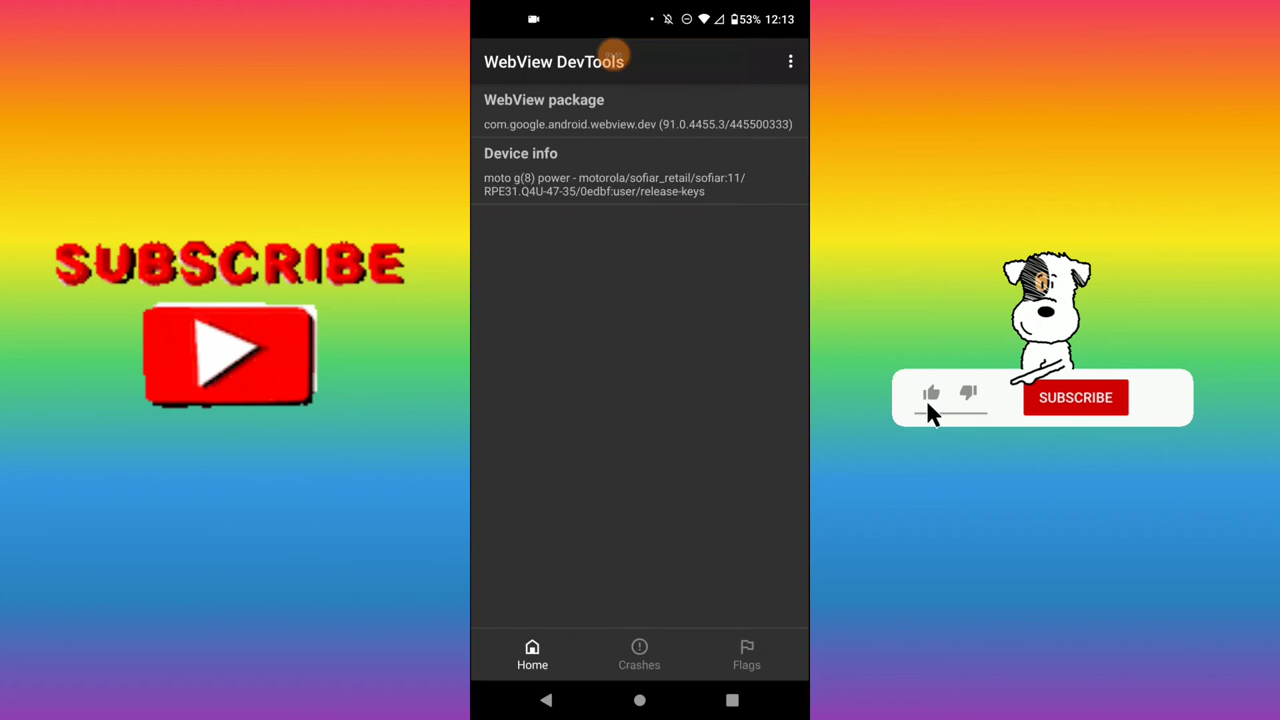 53% 12:13
WebView DevTools
WebView package
com.google.android.webview.dev (91.0.4455.3/445500333)
Device info
moto g(8) power - motorola/sofiar_retail/sofiar:11/
RPE31.Q4U-47-35/0edbf:user/release-keys
SUBSCRIBE
SUBSCRIBE
Home
Crashes
Flags